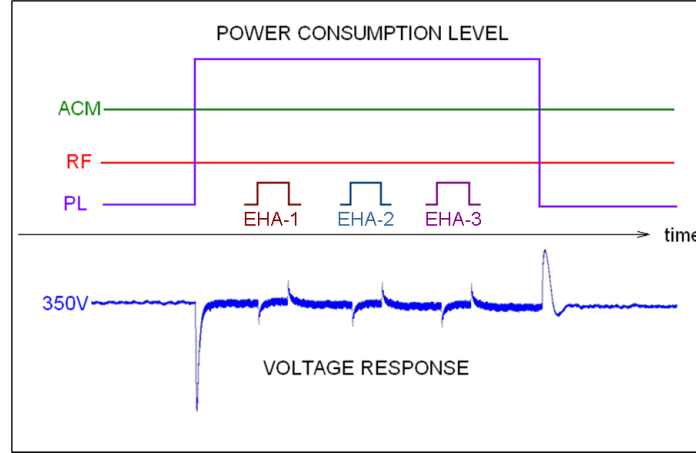 POWER CONSUMPTION LEVEL
ACM
RF
PL
EHA-1 EHA-2 EHA-3
time
350V
VOLTAGE RESPONSE